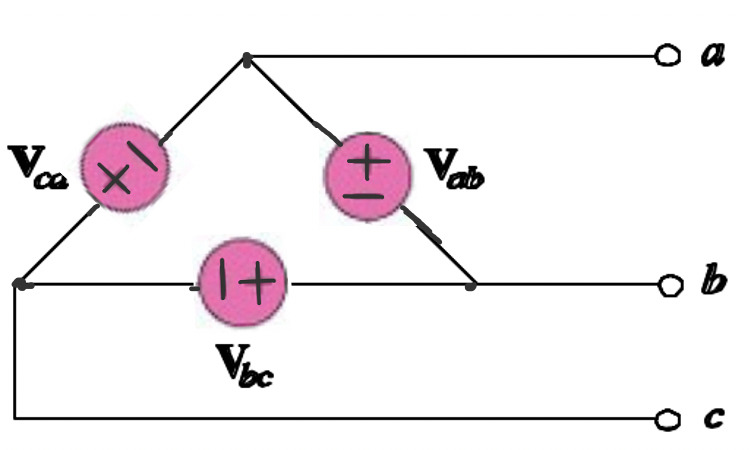 a
V_ca
+ −
+ −
V_ab
− +
b
V_bc
c